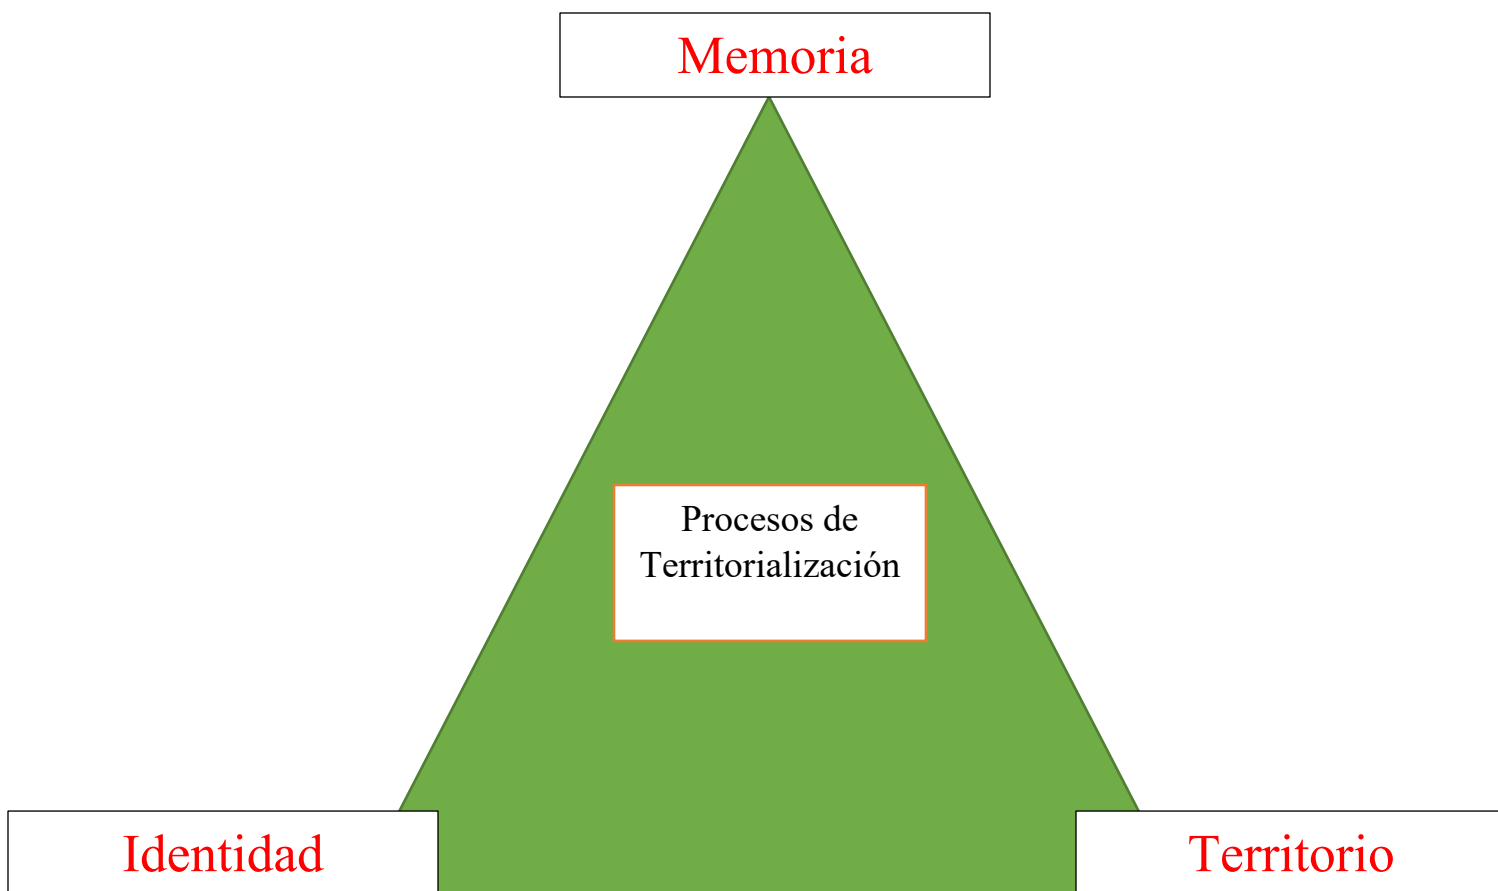 Memoria
Procesos de
Territorialización
Identidad
Territorio